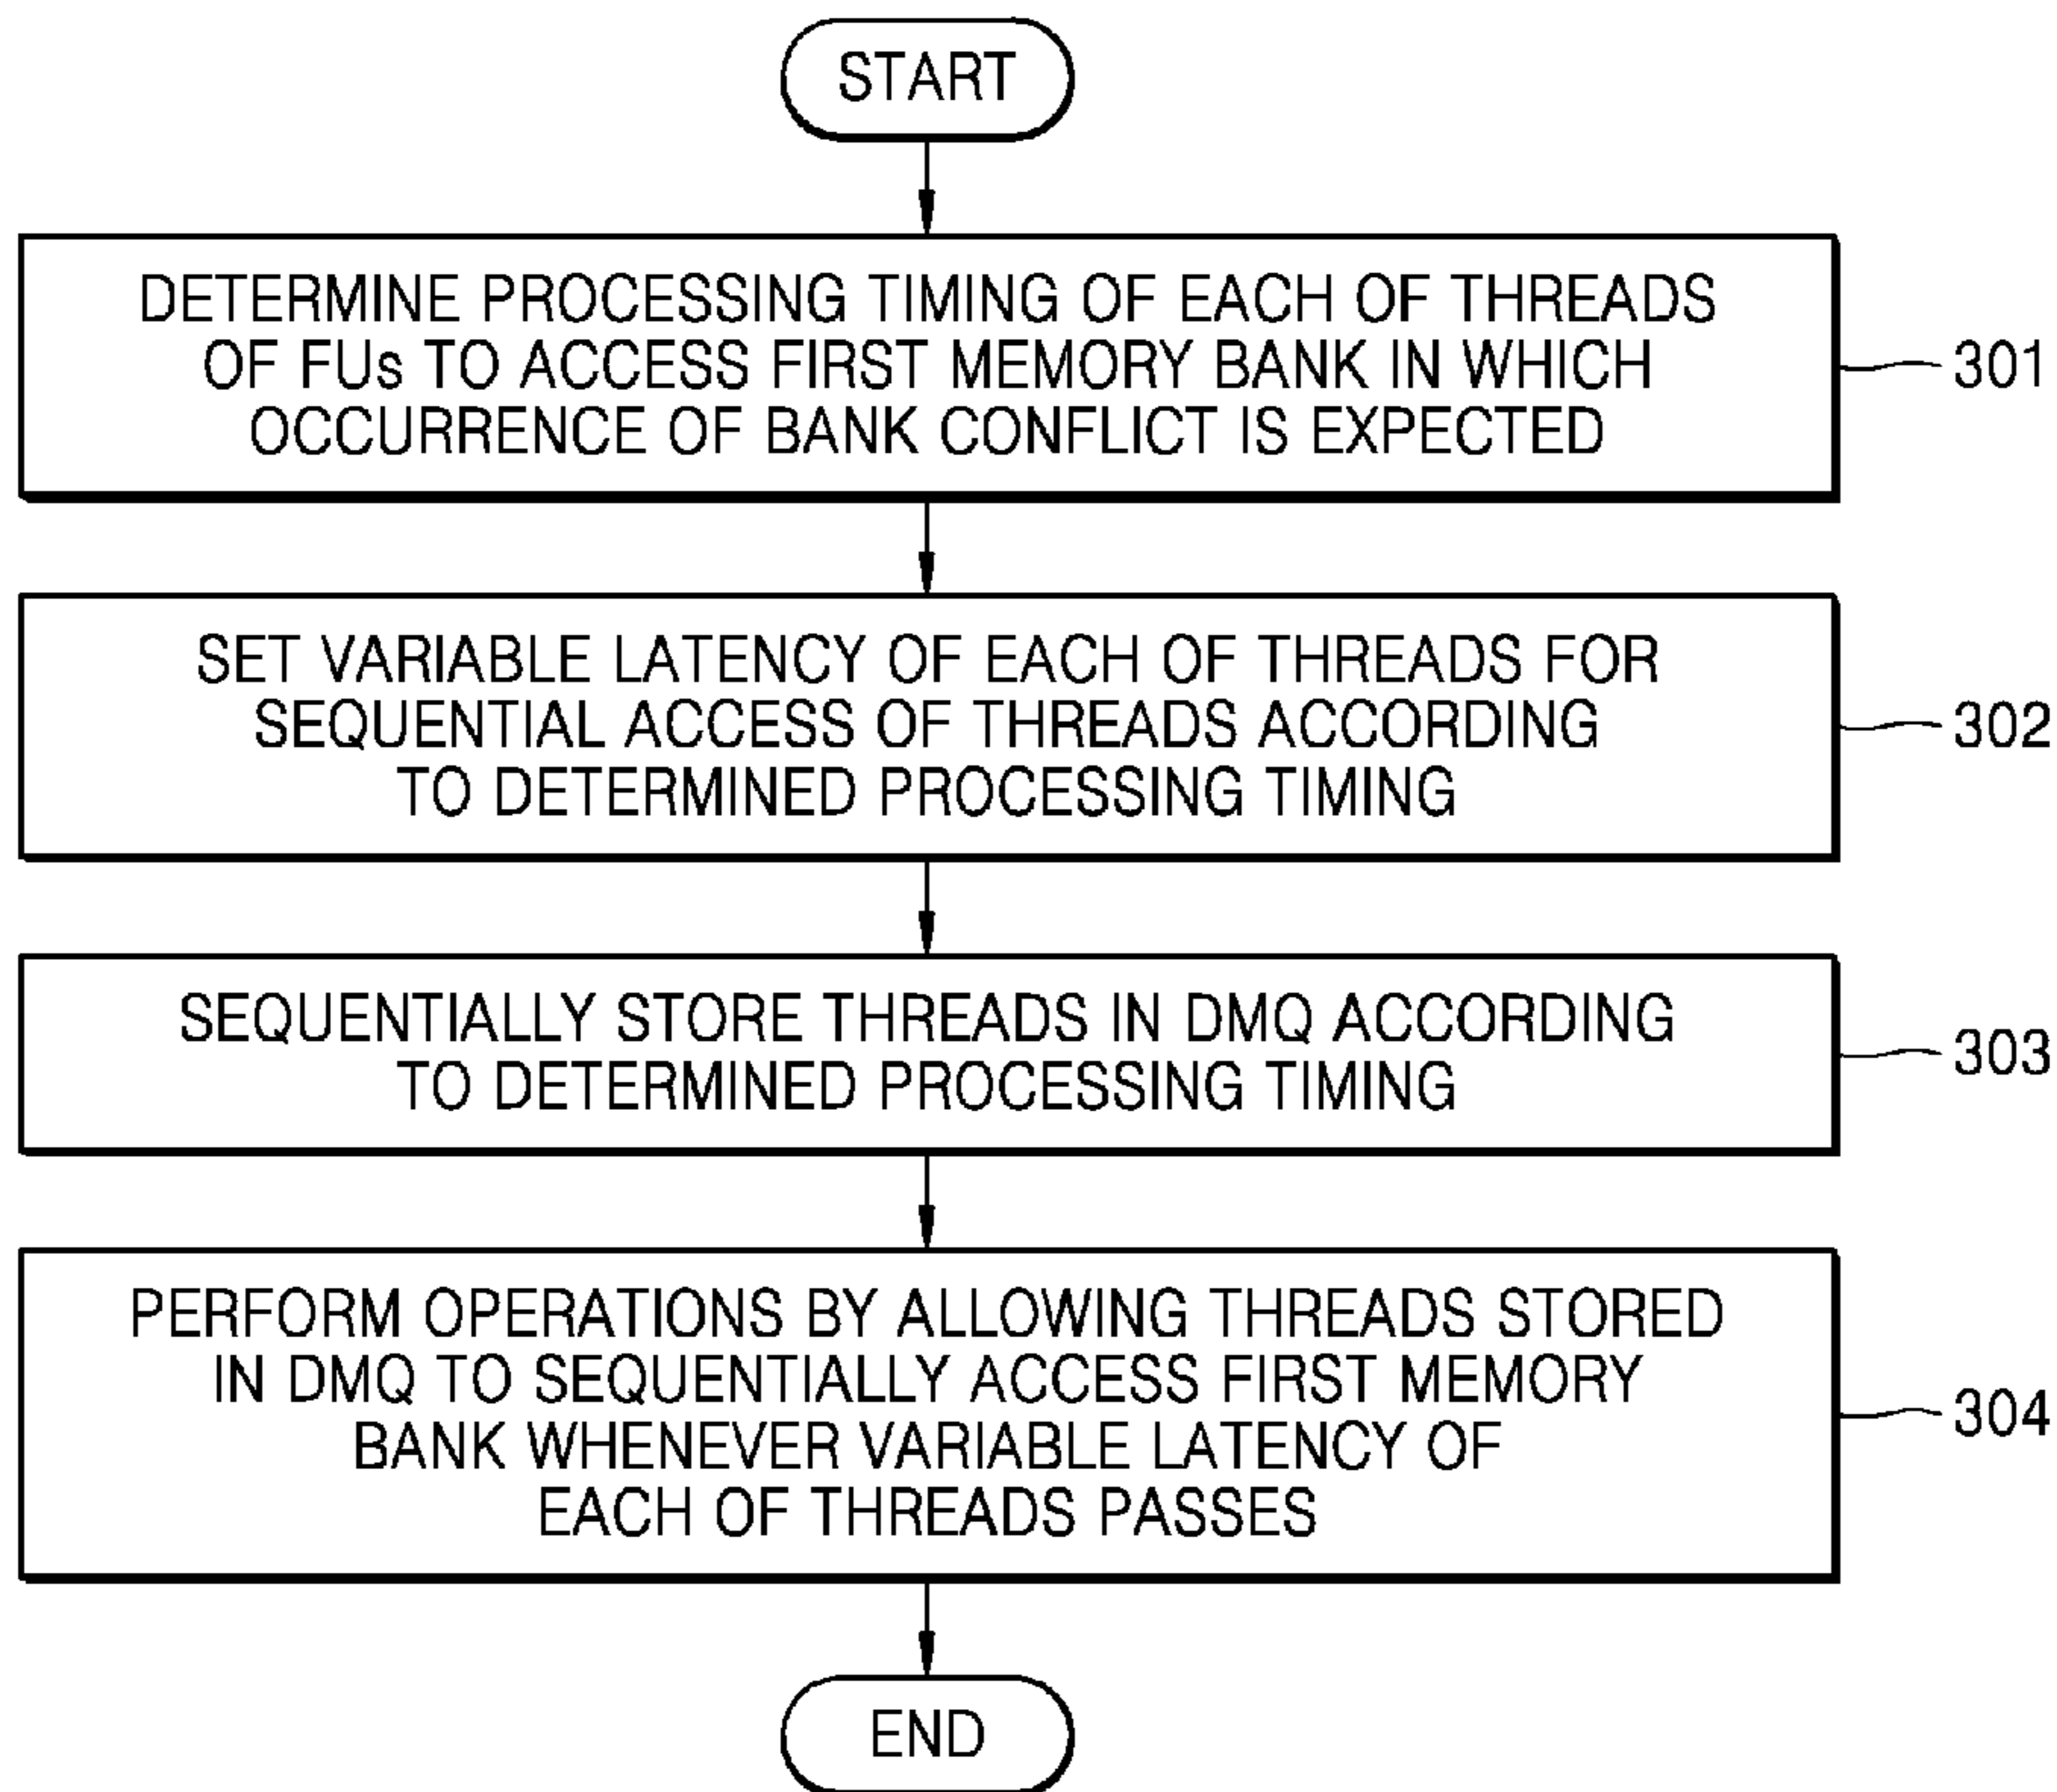 START
DETERMINE PROCESSING TIMING OF EACH OF THREADS
OF FUs TO ACCESS FIRST MEMORY BANK IN WHICH
OCCURRENCE OF BANK CONFLICT IS EXPECTED
301
SET VARIABLE LATENCY OF EACH OF THREADS FOR
SEQUENTIAL ACCESS OF THREADS ACCORDING
TO DETERMINED PROCESSING TIMING
302
SEQUENTIALLY STORE THREADS IN DMQ ACCORDING
TO DETERMINED PROCESSING TIMING
303
PERFORM OPERATIONS BY ALLOWING THREADS STORED
IN DMQ TO SEQUENTIALLY ACCESS FIRST MEMORY
BANK WHENEVER VARIABLE LATENCY OF
EACH OF THREADS PASSES
304
END